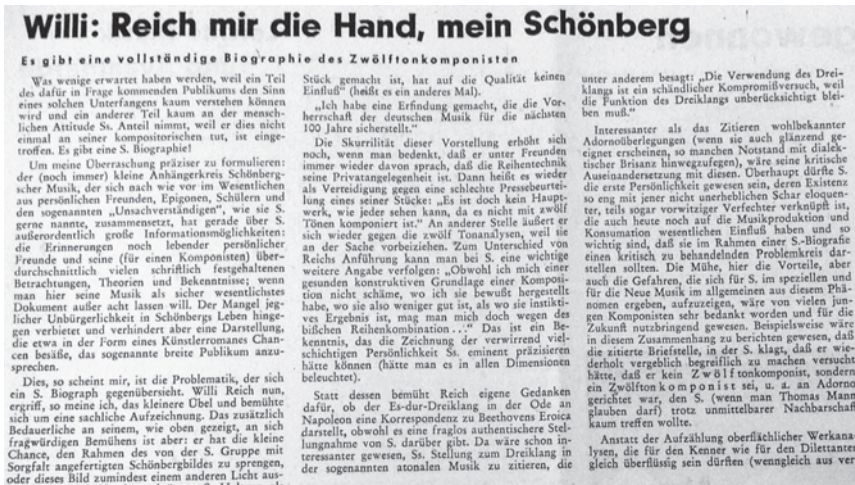 Willi: Reich mir die Hand, mein Schönberg
Es gibt eine vollständige Biographie des Zwölftonkomponisten
Was wenige erwartet haben werden, weil ein Teil
des dafür in Frage kommenden Publikums den Sinn
eines solchen Unterfangens kaum verstehen können
wird und ein anderer Teil kaum an der mensch-
lichen Attitude Ss. Anteil nimmt, weil er dies nicht
einmal an seiner kompositorischen tut, ist einge-
troffen. Es gibt eine S. Biographie!
Um meine Überraschung präziser zu formulieren:
der (noch immer) kleine Anhängerkreis Schönberg-
scher Musik, der sich nach wie vor im Wesentlichen
aus persönlichen Freunden, Epigonen, Schülern und
den sogenannten „Unsachverständigen", wie sie S.
gerne nannte, zusammensetzt, hat gerade über S.
außerordentlich große Informationsmöglichkeiten:
die Erinnerungen noch lebender persönlicher
Freunde und seine (für einen Komponisten) über-
durchschnittlich vielen schriftlich festgehaltenen
Betrachtungen, Theorien und Bekenntnisse; wenn
man hier seine Musik als sicher wesentlichstes
Dokument außer acht lassen will. Der Mangel jeg-
licher Unbürgerlichkeit in Schönbergs Leben hinge-
gen verbietet und verhindert aber eine Darstellung,
die etwa in der Form eines Künstlerromanes Chan-
cen besäße, das sogenannte breite Publikum anzu-
sprechen.
Dies, so scheint mir, ist die Problematik, der sich
ein S. Biograph gegenübersieht. Willi Reich nun,
ergriff, so meine ich, das kleinere Übel und bemühte
sich um eine sachliche Aufzeichnung. Das zusätzlich
Bedauerliche an seinem, wie oben gezeigt, an sich
fragwürdigen Bemühens ist aber: er hat die kleine
Chance, den Rahmen des von der S. Gruppe mit
Sorgfalt angefertigten Schönbergbildes zu sprengen,
oder dieses Bild zumindest einem anderen Licht aus-
Stück gemacht ist, hat auf die Qualität keinen
Einfluß" (heißt es ein anderes Mal).
„Ich habe eine Erfindung gemacht, die die Vor-
herrschaft der deutschen Musik für die nächsten
100 Jahre sicherstellt."
Die Skurrilität dieser Vorstellung erhöht sich
noch, wenn man bedenkt, daß er unter Freunden
immer wieder davon sprach, daß die Reihentechnik
seine Privatangelegenheit ist. Dann heißt es wieder
als Verteidigung gegen eine schlechte Pressebeurtei-
lung eines seiner Stücke: „Es ist doch kein Haupt-
werk, wie jeder sehen kann, da es nicht mit zwölf
Tönen komponiert ist." An anderer Stelle äußert er
sich wieder gegen die zwölf Tonanalysen, weil sie
an der Sache vorbeiziehen. Zum Unterschied von
Reichs Anführung kann man bei S. eine wichtige
weitere Angabe verfolgen: „Obwohl ich mich einer
gesunden konstruktiven Grundlage einer Komposi-
tion nicht schäme, wo ich sie bewußt hergestellt
habe, wo sie also weniger gut ist, als wo sie instinkti-
ves Ergebnis ist, mag man mich doch wegen des
bißchen Reihenkombination . . ." Das ist ein Be-
kenntnis, das die Zeichnung der verwirrend viel-
schichtigen Persönlichkeit Ss. eminent präzisieren
hätte können (hätte man es in allen Dimensionen
beleuchtet).
Statt dessen bemüht Reich eigene Gedanken
dafür, ob der Es-dur-Dreiklang in der Ode an
Napoleon eine Korrespondenz zu Beethovens Eroica
darstellt, obwohl es eine fraglos authentischere Stel-
lungnahme von S. darüber gibt. Da wäre schon in-
teressanter gewesen, Ss. Stellung zum Dreiklang in
der sogenannten atonalen Musik zu zitieren, die
unter anderem besagt: „Die Verwendung des Drei-
klangs ist ein schändlicher Kompromißversuch, weil
die Funktion des Dreiklangs unberücksichtigt blei-
ben muß."
Interessanter als das Zitieren wohlbekannter
Adornoüberlegungen (wenn sie auch glänzend ge-
eignet erscheinen, so manchen Notstand mit dialek-
tischer Brisanz hinwegzufegen), wäre seine kritische
Auseinandersetzung mit diesen. Überhaupt dürfte S.
die erste Persönlichkeit gewesen sein, deren Existenz
so eng mit jener nicht unerheblichen Schar eloquen-
ter, teils sogar vorwitziger Verfechter verknüpft ist,
die auch heute noch auf die Musikproduktion und
Konsumation wesentlichen Einfluß haben und so
wichtig sind, daß sie im Rahmen einer S.-Biografie
einen kritisch zu behandelnden Problemkreis dar-
stellen sollten. Die Mühe, hier die Vorteile, aber
auch die Gefahren, die sich für S. im speziellen und
für die Neue Musik im allgemeinen aus diesem Phä-
nomen ergeben, aufzuzeigen, wäre von vielen jun-
gen Komponisten sehr bedankt worden und für die
Zukunft nutzbringend gewesen. Beispielsweise wäre
in diesem Zusammenhang zu berichten gewesen, daß
die zitierte Briefstelle, in der S. klagt, daß er wie-
derholt vergeblich begreiflich zu machen versucht
hätte, daß er kein Zwölftonkomponist, sondern
ein Zwölftonkomponist sei, u. a. an Adorno
gerichtet war, den S. (wenn man Thomas Mann
glauben darf) trotz unmittelbarer Nachbarschaft
kaum treffen wollte.
Anstatt der Aufzählung oberflächlicher Werkana-
lysen, die für den Kenner wie für den Dilettanten
gleich überflüssig sein dürften (wenngleich aus ver-